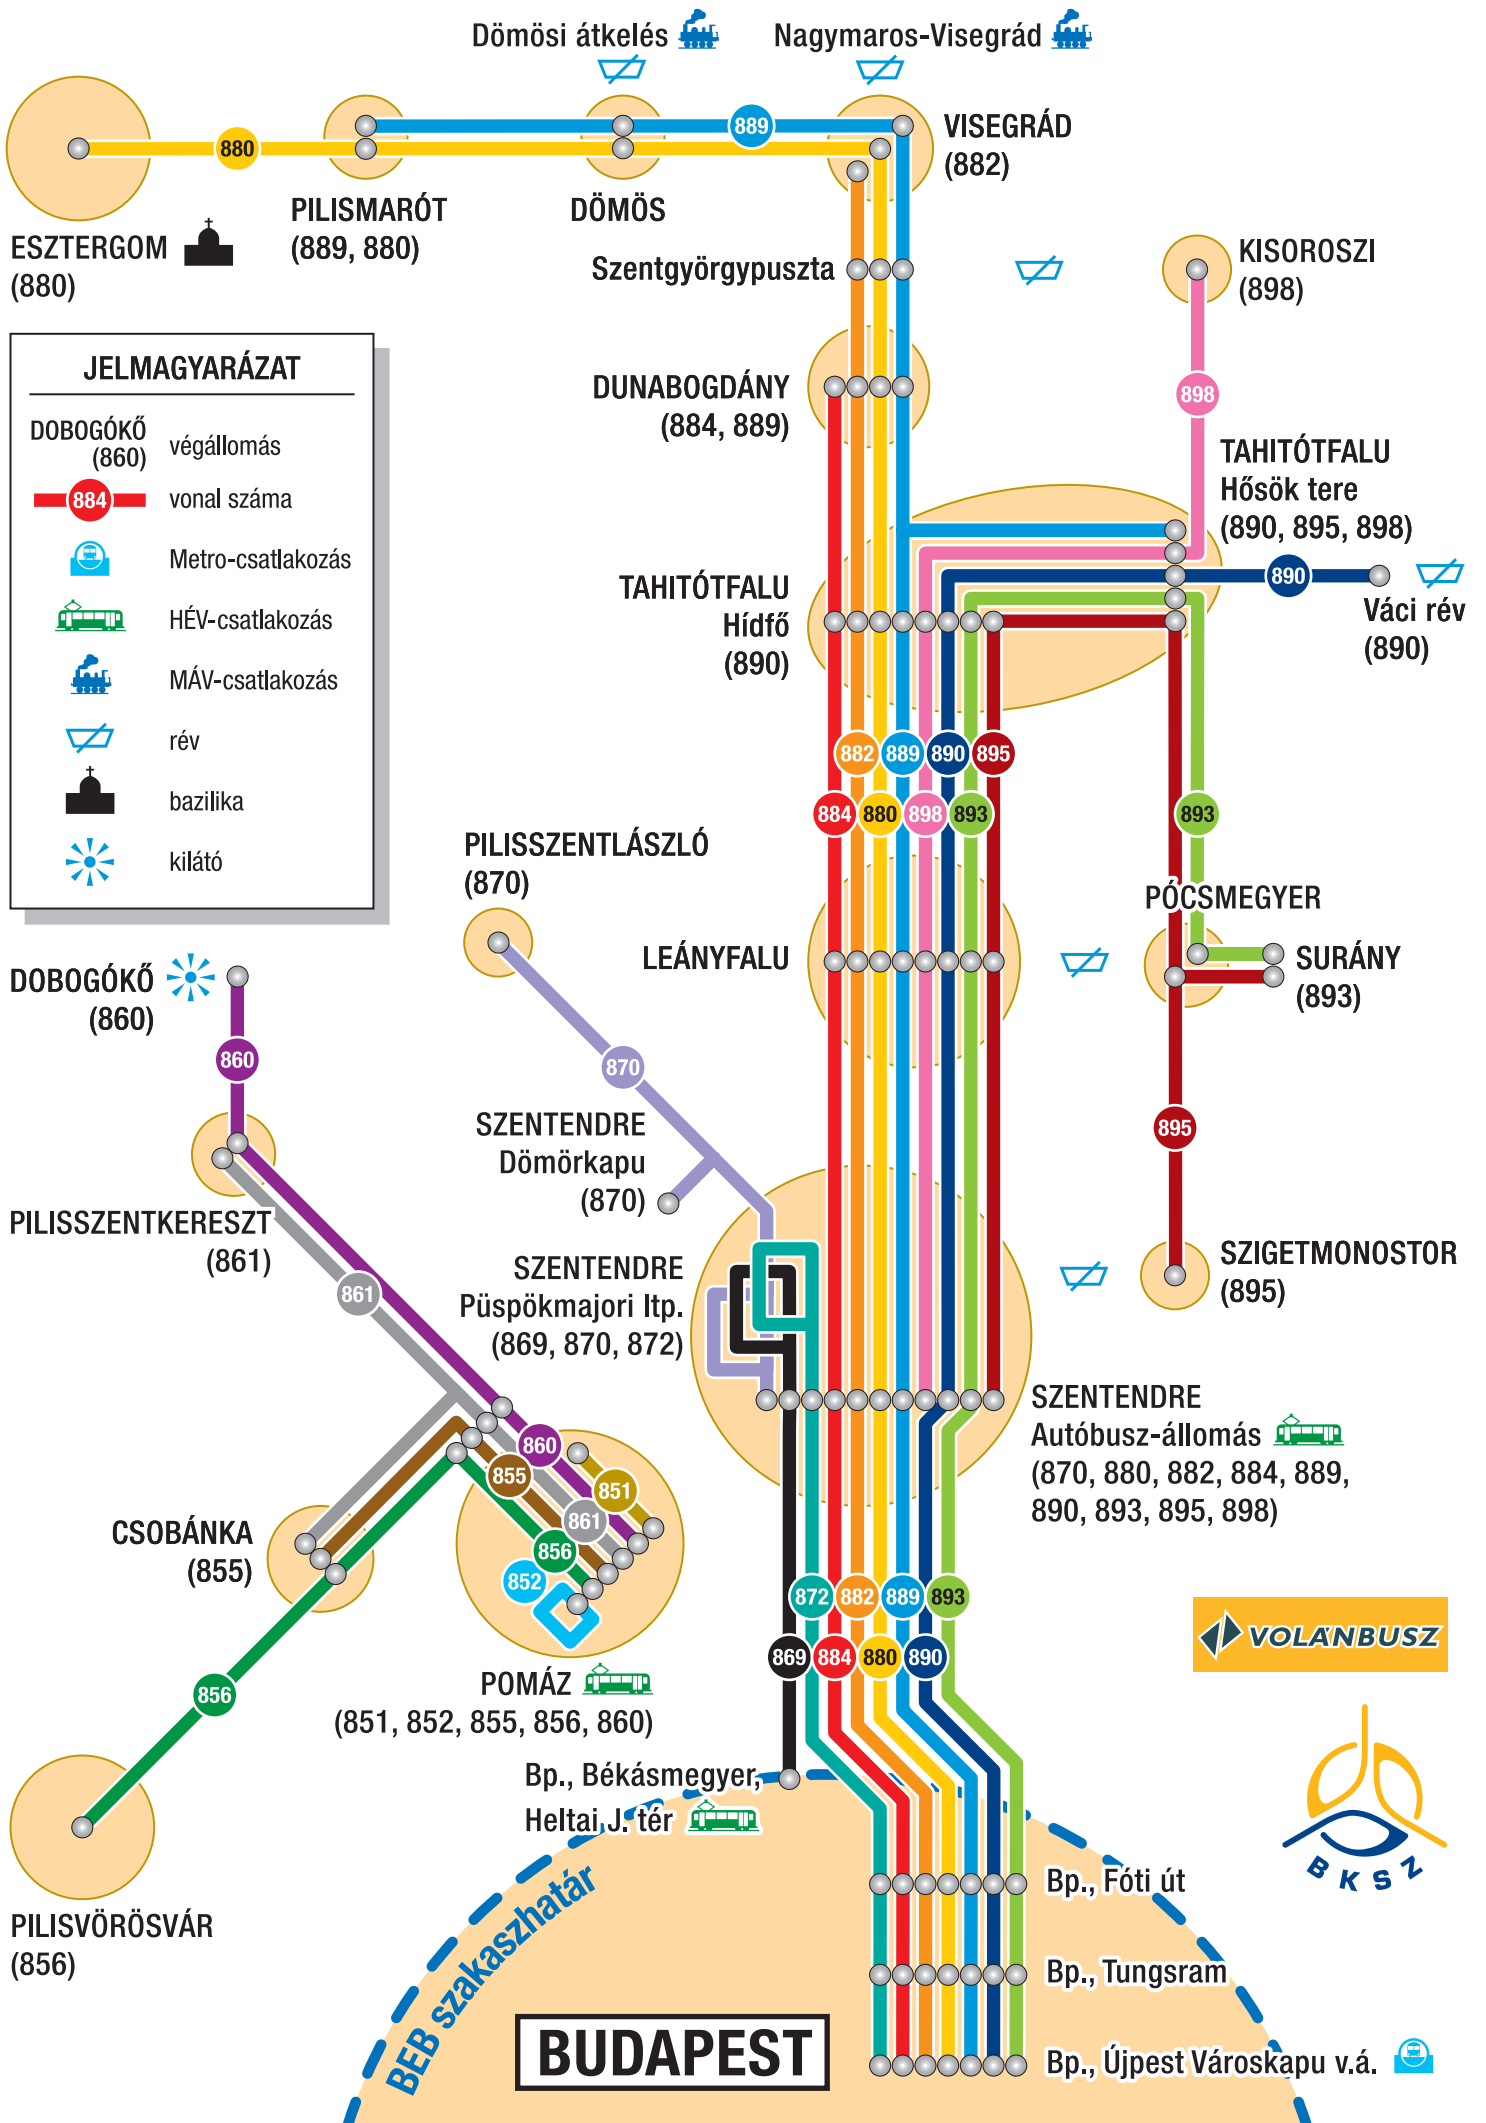 Dömösi átkelés
Nagymaros-Visegrád
889
VISEGRÁD
(882)
880
PILISMARÓT
(889, 880)
DÖMÖS
ESZTERGOM
(880)
Szentgyörgypuszta
KISOROSZI
(898)
JELMAGYARÁZAT
DOBOGÓKŐ
(860)
végállomás
884
vonal száma
Metro-csatlakozás
HÉV-csatlakozás
MÁV-csatlakozás
rév
bazilika
kilátó
DUNABOGDÁNY
(884, 889)
898
TAHITÓTFALU
Hősök tere
(890, 895, 898)
TAHITÓTFALU
Hídfő
(890)
890
Váci rév
(890)
882
889
890
895
884
880
898
893
893
PILISSZENTLÁSZLÓ
(870)
PÓCSMEGYER
LEÁNYFALU
SURÁNY
(893)
DOBOGÓKŐ
(860)
860
870
SZENTENDRE
Dömörkapu
(870)
895
PILISSZENTKERESZT
(861)
861
SZENTENDRE
Püspökmajori ltp.
(869, 870, 872)
SZIGETMONOSTOR
(895)
SZENTENDRE
Autóbusz-állomás
(870, 880, 882, 884, 889,
890, 893, 895, 898)
860
855
851
861
856
852
CSOBÁNKA
(855)
872
882
889
893
869
884
880
890
VOLÁNBUSZ
POMÁZ
(851, 852, 855, 856, 860)
856
Bp., Békásmegyer,
Heltai J. tér
BKSZ
PILISVÖRÖSVÁR
(856)
BEB szakaszhatár
Bp., Fóti út
Bp., Tungsram
BUDAPEST
Bp., Újpest Városkapu v.á.